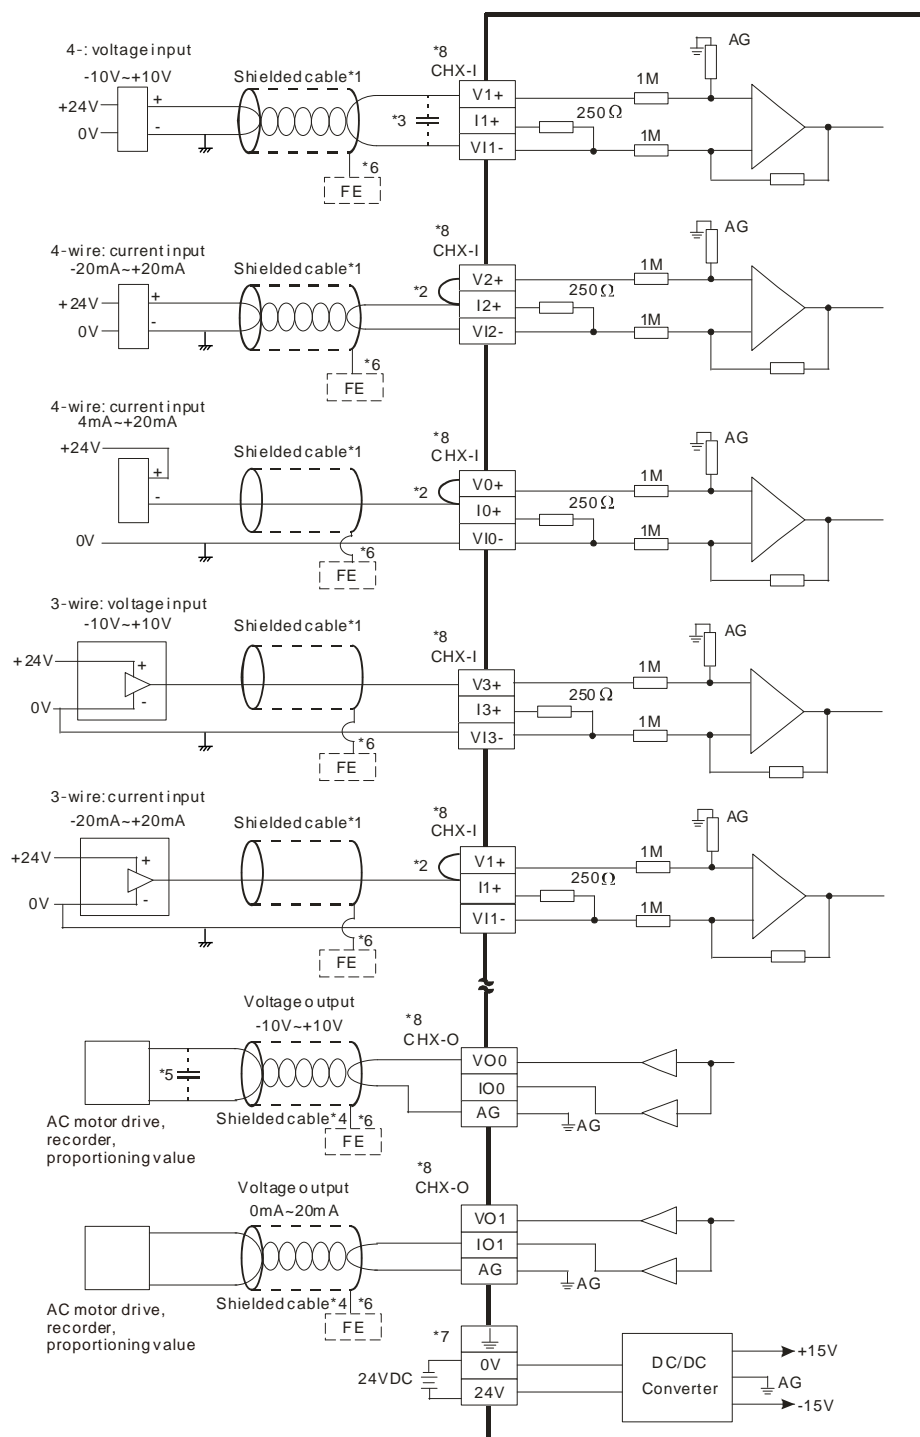 4-: voltage input
-10V~+10V
+24V
0V
+
-
Shielded cable*1
*3
*6
FE
*8
CHX-I
V1+
I1+
VI1-
250Ω
1M
1M
AG
4-wire: current input
-20mA~+20mA
+24V
0V
+
-
Shielded cable*1
*2
*6
FE
*8
CHX-I
V2+
I2+
VI2-
250Ω
1M
1M
AG
4-wire: current input
4mA~+20mA
+24V
+
-
0V
Shielded cable*1
*2
*6
FE
*8
CHX-I
V0+
I0+
VI0-
250Ω
1M
1M
AG
3-wire: voltage input
-10V~+10V
+24V
0V
+
-
Shielded cable*1
*6
FE
*8
CHX-I
V3+
I3+
VI3-
250Ω
1M
1M
AG
3-wire: current input
-20mA~+20mA
+24V
0V
+
-
Shielded cable*1
*2
*6
FE
*8
CHX-I
V1+
I1+
VI1-
250Ω
1M
1M
AG
Voltage output
-10V~+10V
*5
AC motor drive,
recorder,
proportioning value
Shielded cable*4
*6
FE
*8
CHX-O
VO0
IO0
AG
AG
Voltage output
0mA~20mA
AC motor drive,
recorder,
proportioning value
Shielded cable*4
*6
FE
*8
CHX-O
VO1
IO1
AG
AG
*7
24VDC
0V
24V
DC/DC
Converter
+15V
AG
-15V